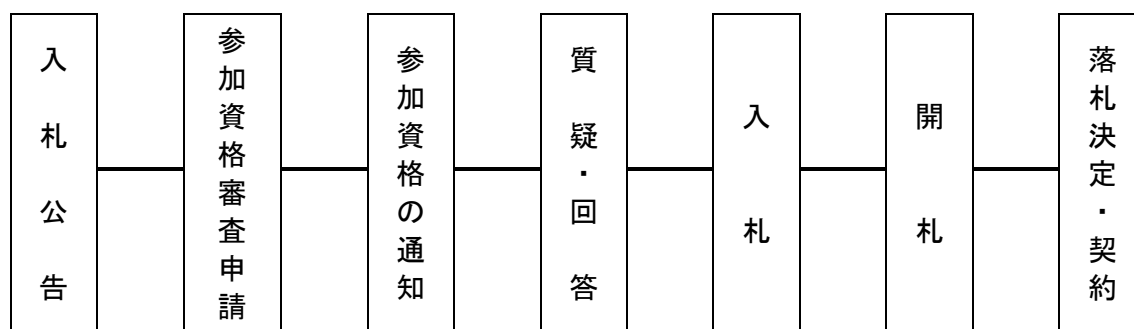 入札公告
参加資格審査申請
参加資格の通知
質疑・回答
入札
開札
落札決定・契約